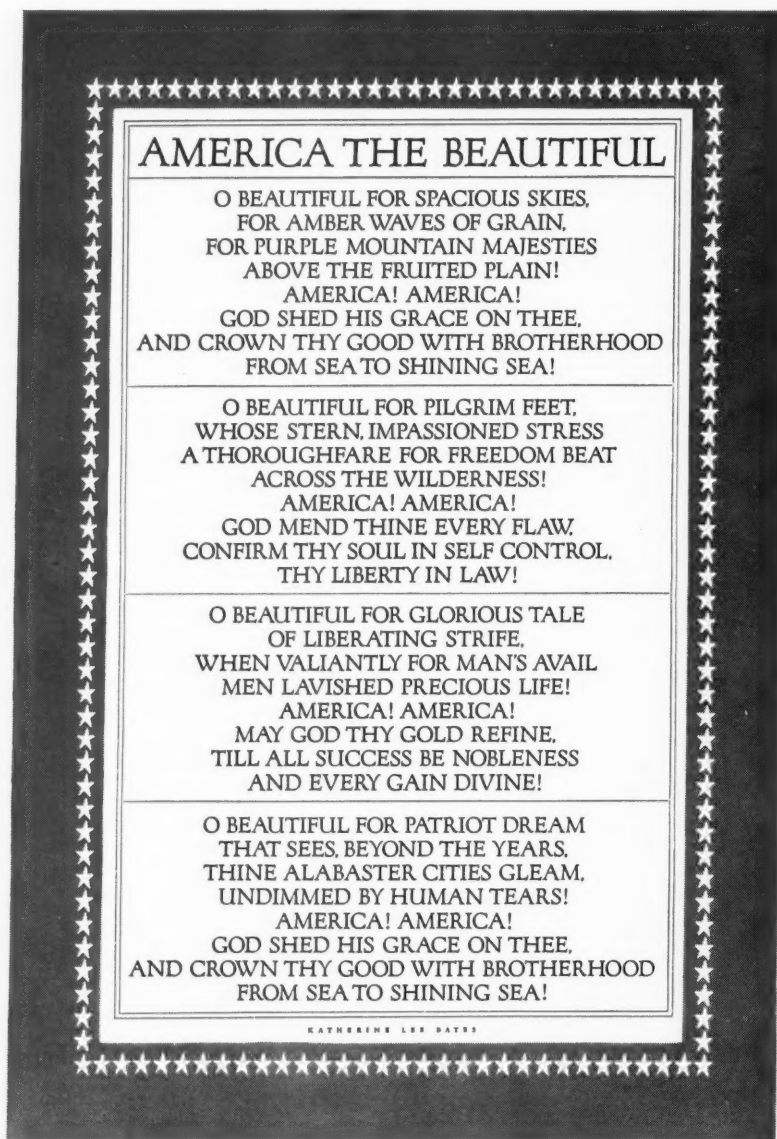 AMERICA THE BEAUTIFUL
O BEAUTIFUL FOR SPACIOUS SKIES,
FOR AMBER WAVES OF GRAIN,
FOR PURPLE MOUNTAIN MAJESTIES
ABOVE THE FRUITED PLAIN!
AMERICA! AMERICA!
GOD SHED HIS GRACE ON THEE,
AND CROWN THY GOOD WITH BROTHERHOOD
FROM SEA TO SHINING SEA!
O BEAUTIFUL FOR PILGRIM FEET,
WHOSE STERN, IMPASSIONED STRESS
A THOROUGHFARE FOR FREEDOM BEAT
ACROSS THE WILDERNESS!
AMERICA! AMERICA!
GOD MEND THINE EVERY FLAW,
CONFIRM THY SOUL IN SELF CONTROL,
THY LIBERTY IN LAW!
O BEAUTIFUL FOR GLORIOUS TALE
OF LIBERATING STRIFE,
WHEN VALIANTLY FOR MAN'S AVAIL
MEN LAVISHED PRECIOUS LIFE!
AMERICA! AMERICA!
MAY GOD THY GOLD REFINE,
TILL ALL SUCCESS BE NOBLENESS
AND EVERY GAIN DIVINE!
O BEAUTIFUL FOR PATRIOT DREAM
THAT SEES, BEYOND THE YEARS,
THINE ALABASTER CITIES GLEAM,
UNDIMMED BY HUMAN TEARS!
AMERICA! AMERICA!
GOD SHED HIS GRACE ON THEE,
AND CROWN THY GOOD WITH BROTHERHOOD
FROM SEA TO SHINING SEA!
KATHERINE LEE BATES